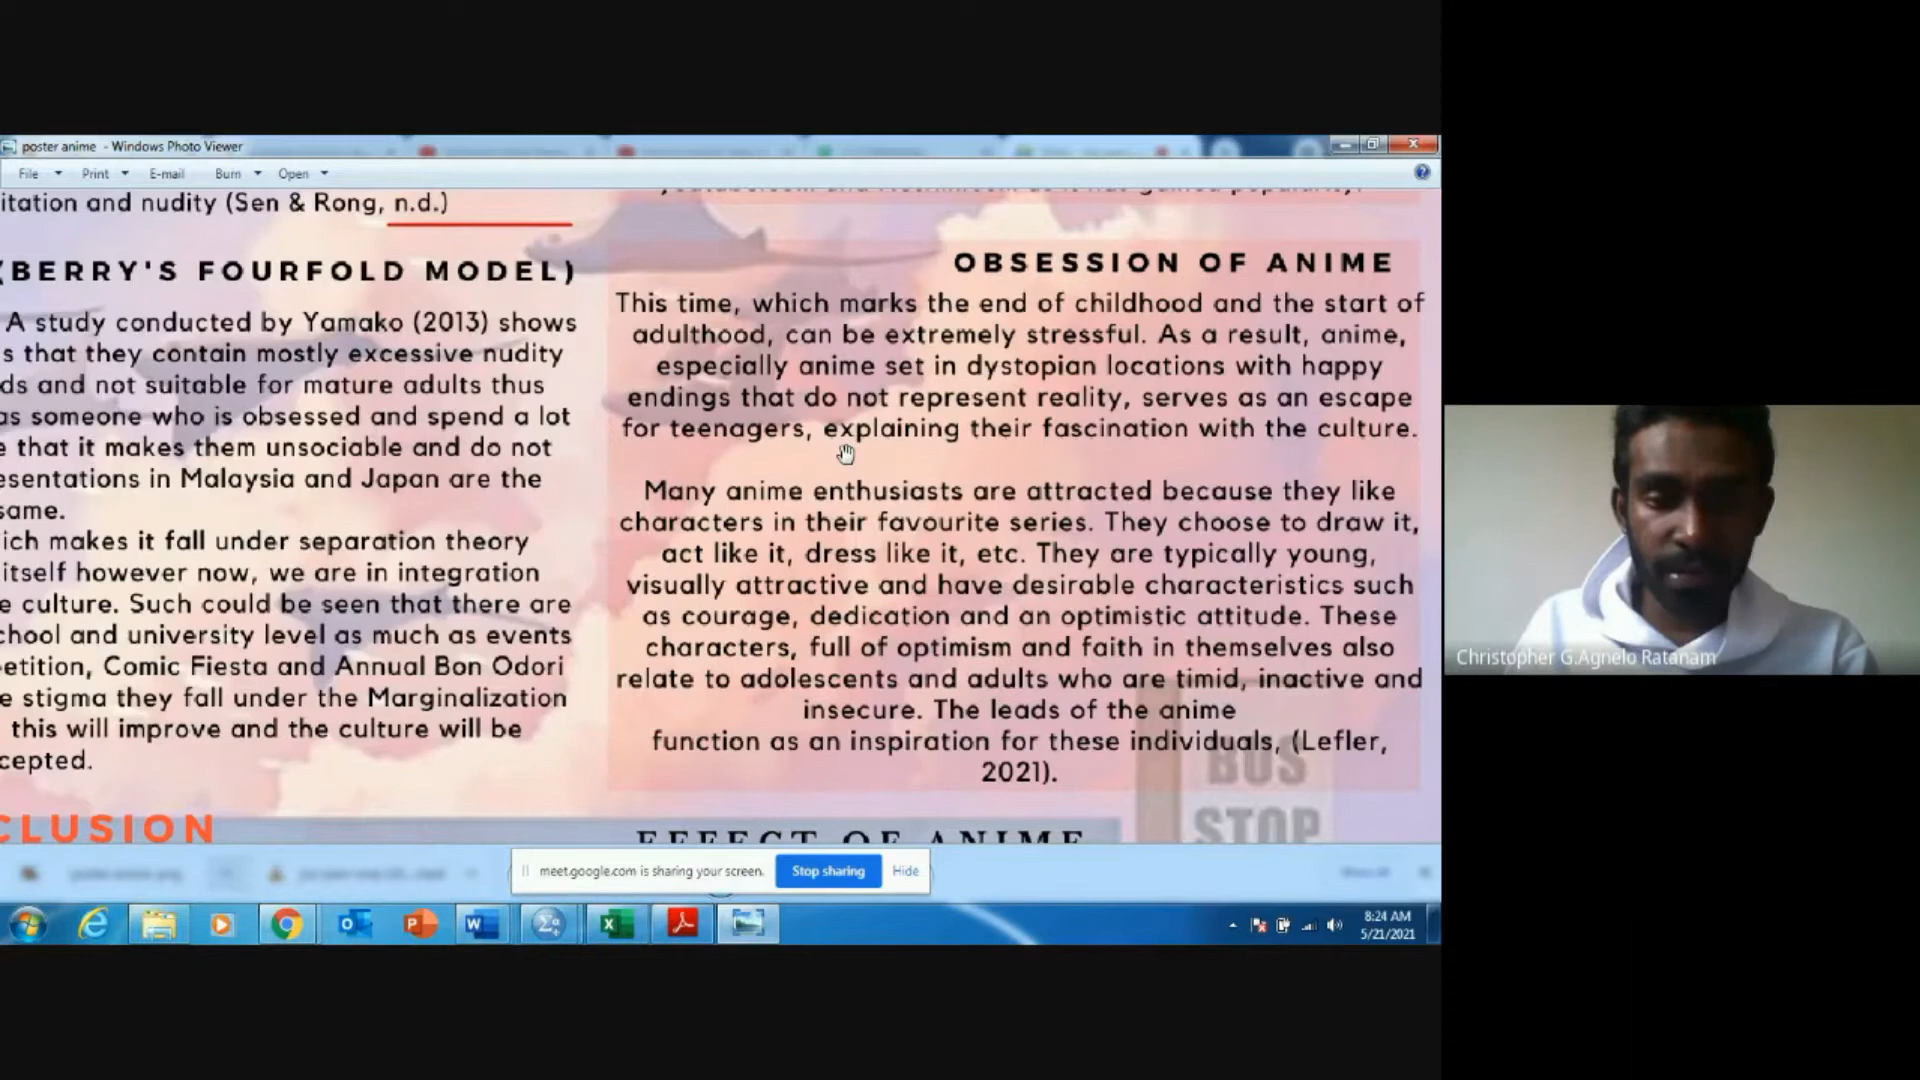 poster anime - Windows Photo Viewer
File Print E-mail Burn Open
itation and nudity (Sen & Rong, n.d.)
(BERRY'S FOURFOLD MODEL)
A study conducted by Yamako (2013) shows
s that they contain mostly excessive nudity
ds and not suitable for mature adults thus
as someone who is obsessed and spend a lot
e that it makes them unsociable and do not
esentations in Malaysia and Japan are the
same.
ich makes it fall under separation theory
itself however now, we are in integration
e culture. Such could be seen that there are
chool and university level as much as events
etition, Comic Fiesta and Annual Bon Odori
e stigma they fall under the Marginalization
this will improve and the culture will be
cepted.
CLUSION
OBSESSION OF ANIME
This time, which marks the end of childhood and the start of
adulthood, can be extremely stressful. As a result, anime,
especially anime set in dystopian locations with happy
endings that do not represent reality, serves as an escape
for teenagers, explaining their fascination with the culture.
Many anime enthusiasts are attracted because they like
characters in their favourite series. They choose to draw it,
act like it, dress like it, etc. They are typically young,
visually attractive and have desirable characteristics such
as courage, dedication and an optimistic attitude. These
characters, full of optimism and faith in themselves also
relate to adolescents and adults who are timid, inactive and
insecure. The leads of the anime
function as an inspiration for these individuals, (Lefler,
2021).
BUS
STOP
EFFECT OF ANIME
meet.google.com is sharing your screen. Stop sharing Hide
8:24 AM
5/21/2021
Christopher G.Agnelo Ratanam